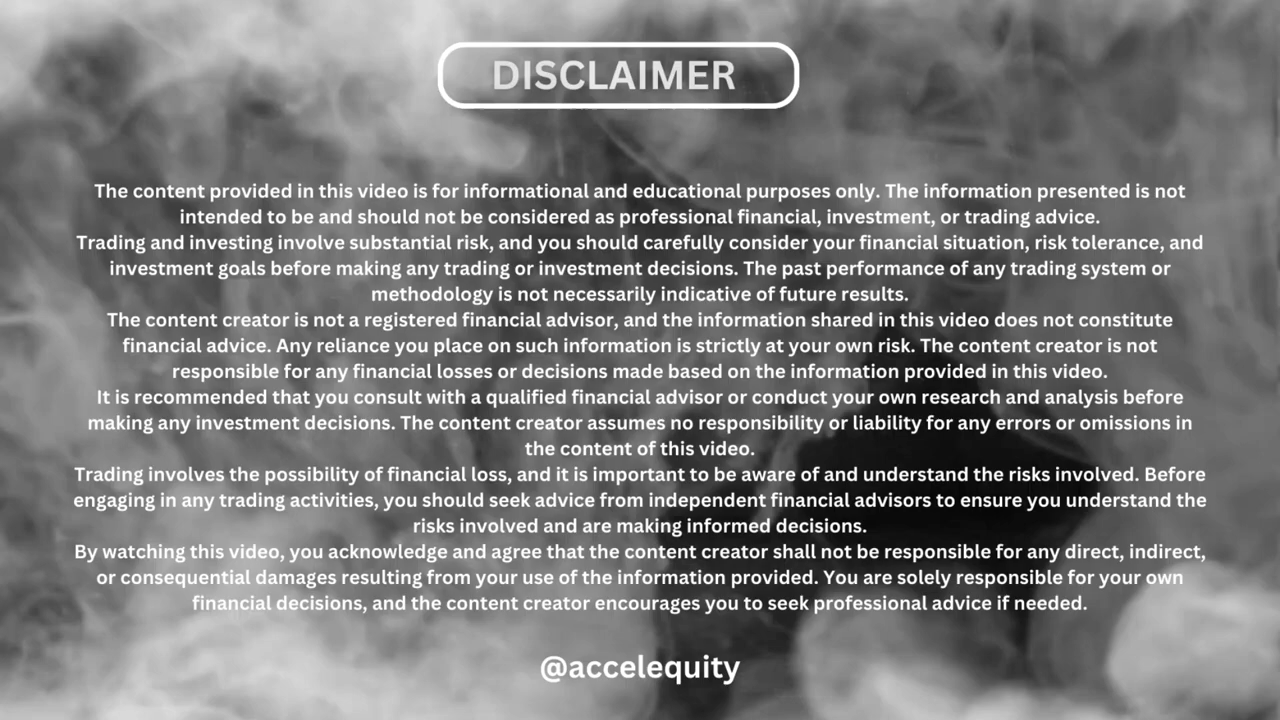 DISCLAIMER
The content provided in this video is for informational and educational purposes only. The information presented is not
intended to be and should not be considered as professional financial, investment, or trading advice.
Trading and investing involve substantial risk, and you should carefully consider your financial situation, risk tolerance, and
investment goals before making any trading or investment decisions. The past performance of any trading system or
methodology is not necessarily indicative of future results.
The content creator is not a registered financial advisor, and the information shared in this video does not constitute
financial advice. Any reliance you place on such information is strictly at your own risk. The content creator is not
responsible for any financial losses or decisions made based on the information provided in this video.
It is recommended that you consult with a qualified financial advisor or conduct your own research and analysis before
making any investment decisions. The content creator assumes no responsibility or liability for any errors or omissions in
the content of this video.
Trading involves the possibility of financial loss, and it is important to be aware of and understand the risks involved. Before
engaging in any trading activities, you should seek advice from independent financial advisors to ensure you understand the
risks involved and are making informed decisions.
By watching this video, you acknowledge and agree that the content creator shall not be responsible for any direct, indirect,
or consequential damages resulting from your use of the information provided. You are solely responsible for your own
financial decisions, and the content creator encourages you to seek professional advice if needed.
@accelequity